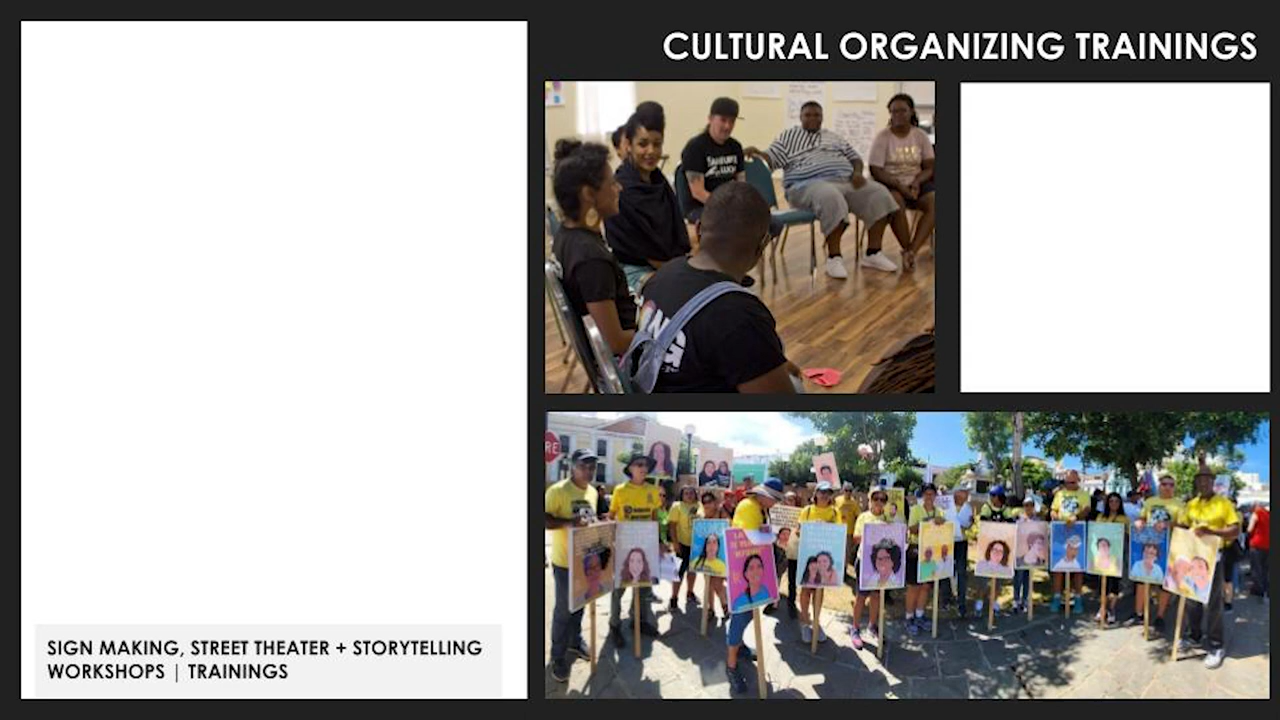 CULTURAL ORGANIZING TRAININGS
SIGN MAKING, STREET THEATER + STORYTELLING
WORKSHOPS | TRAININGS